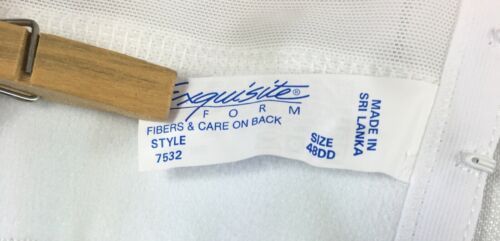 Exquisite®
FORM
FIBERS & CARE ON BACK
STYLE
7532
SIZE
48DD
MADE IN
SRI LANKA